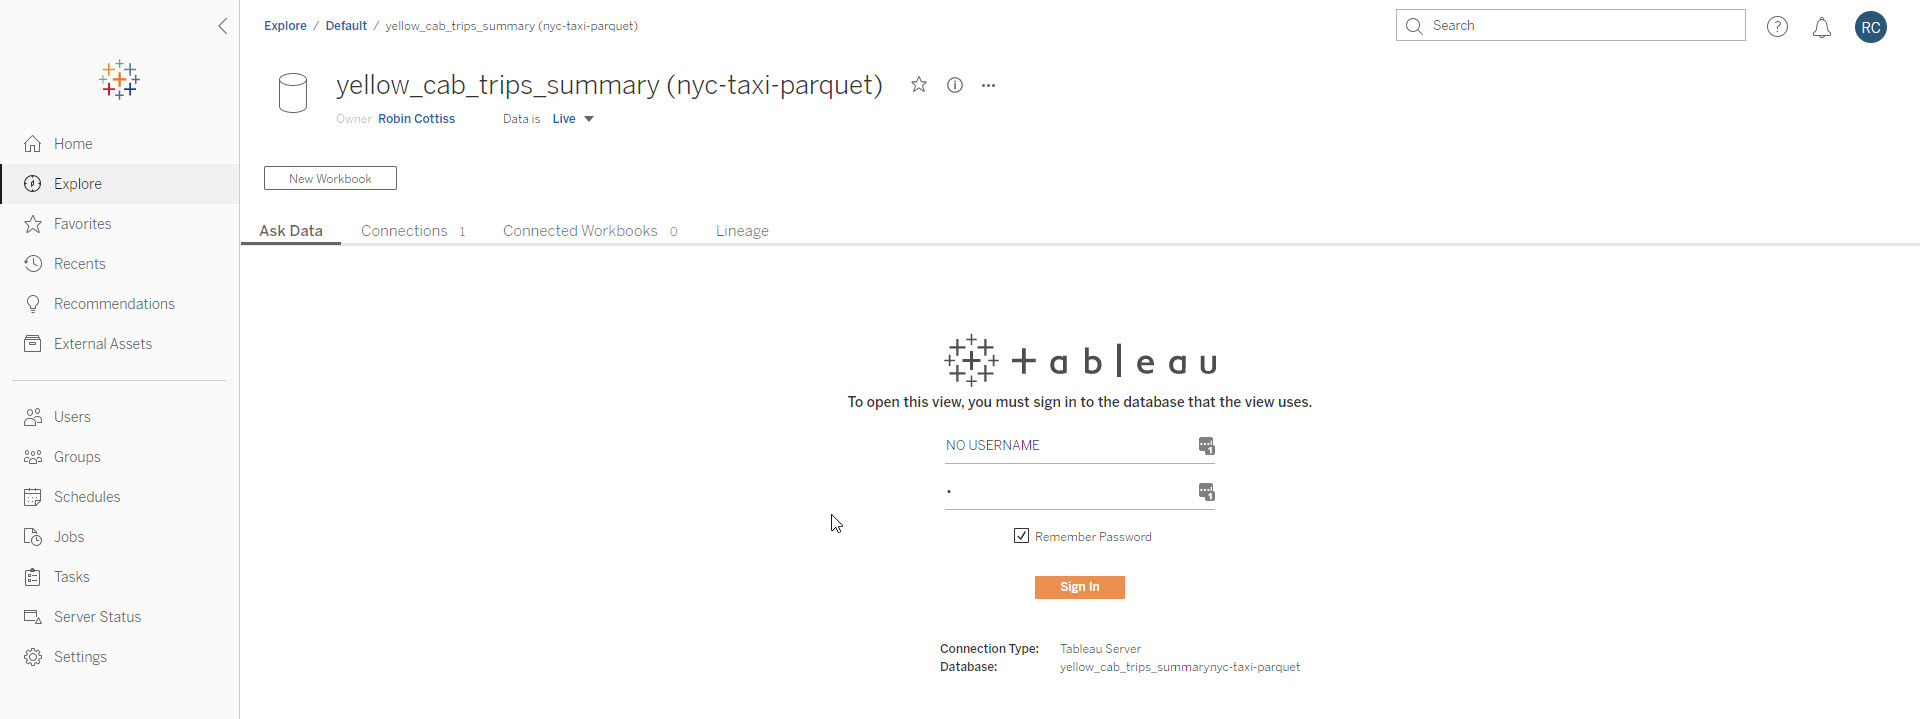 Explore / Default / yellow_cab_trips_summary (nyc-taxi-parquet)
Search
?
RC
yellow_cab_trips_summary (nyc-taxi-parquet)
Owner Robin Cottiss Data is Live
New Workbook
Home
Explore
Favorites
Recents
Recommendations
External Assets
Users
Groups
Schedules
Jobs
Tasks
Server Status
Settings
Ask Data Connections 1 Connected Workbooks 0 Lineage
+ableau
To open this view, you must sign in to the database that the view uses.
NO USERNAME
Remember Password
Sign In
Connection Type: Tableau Server
Database: yellow_cab_trips_summarynyc-taxi-parquet